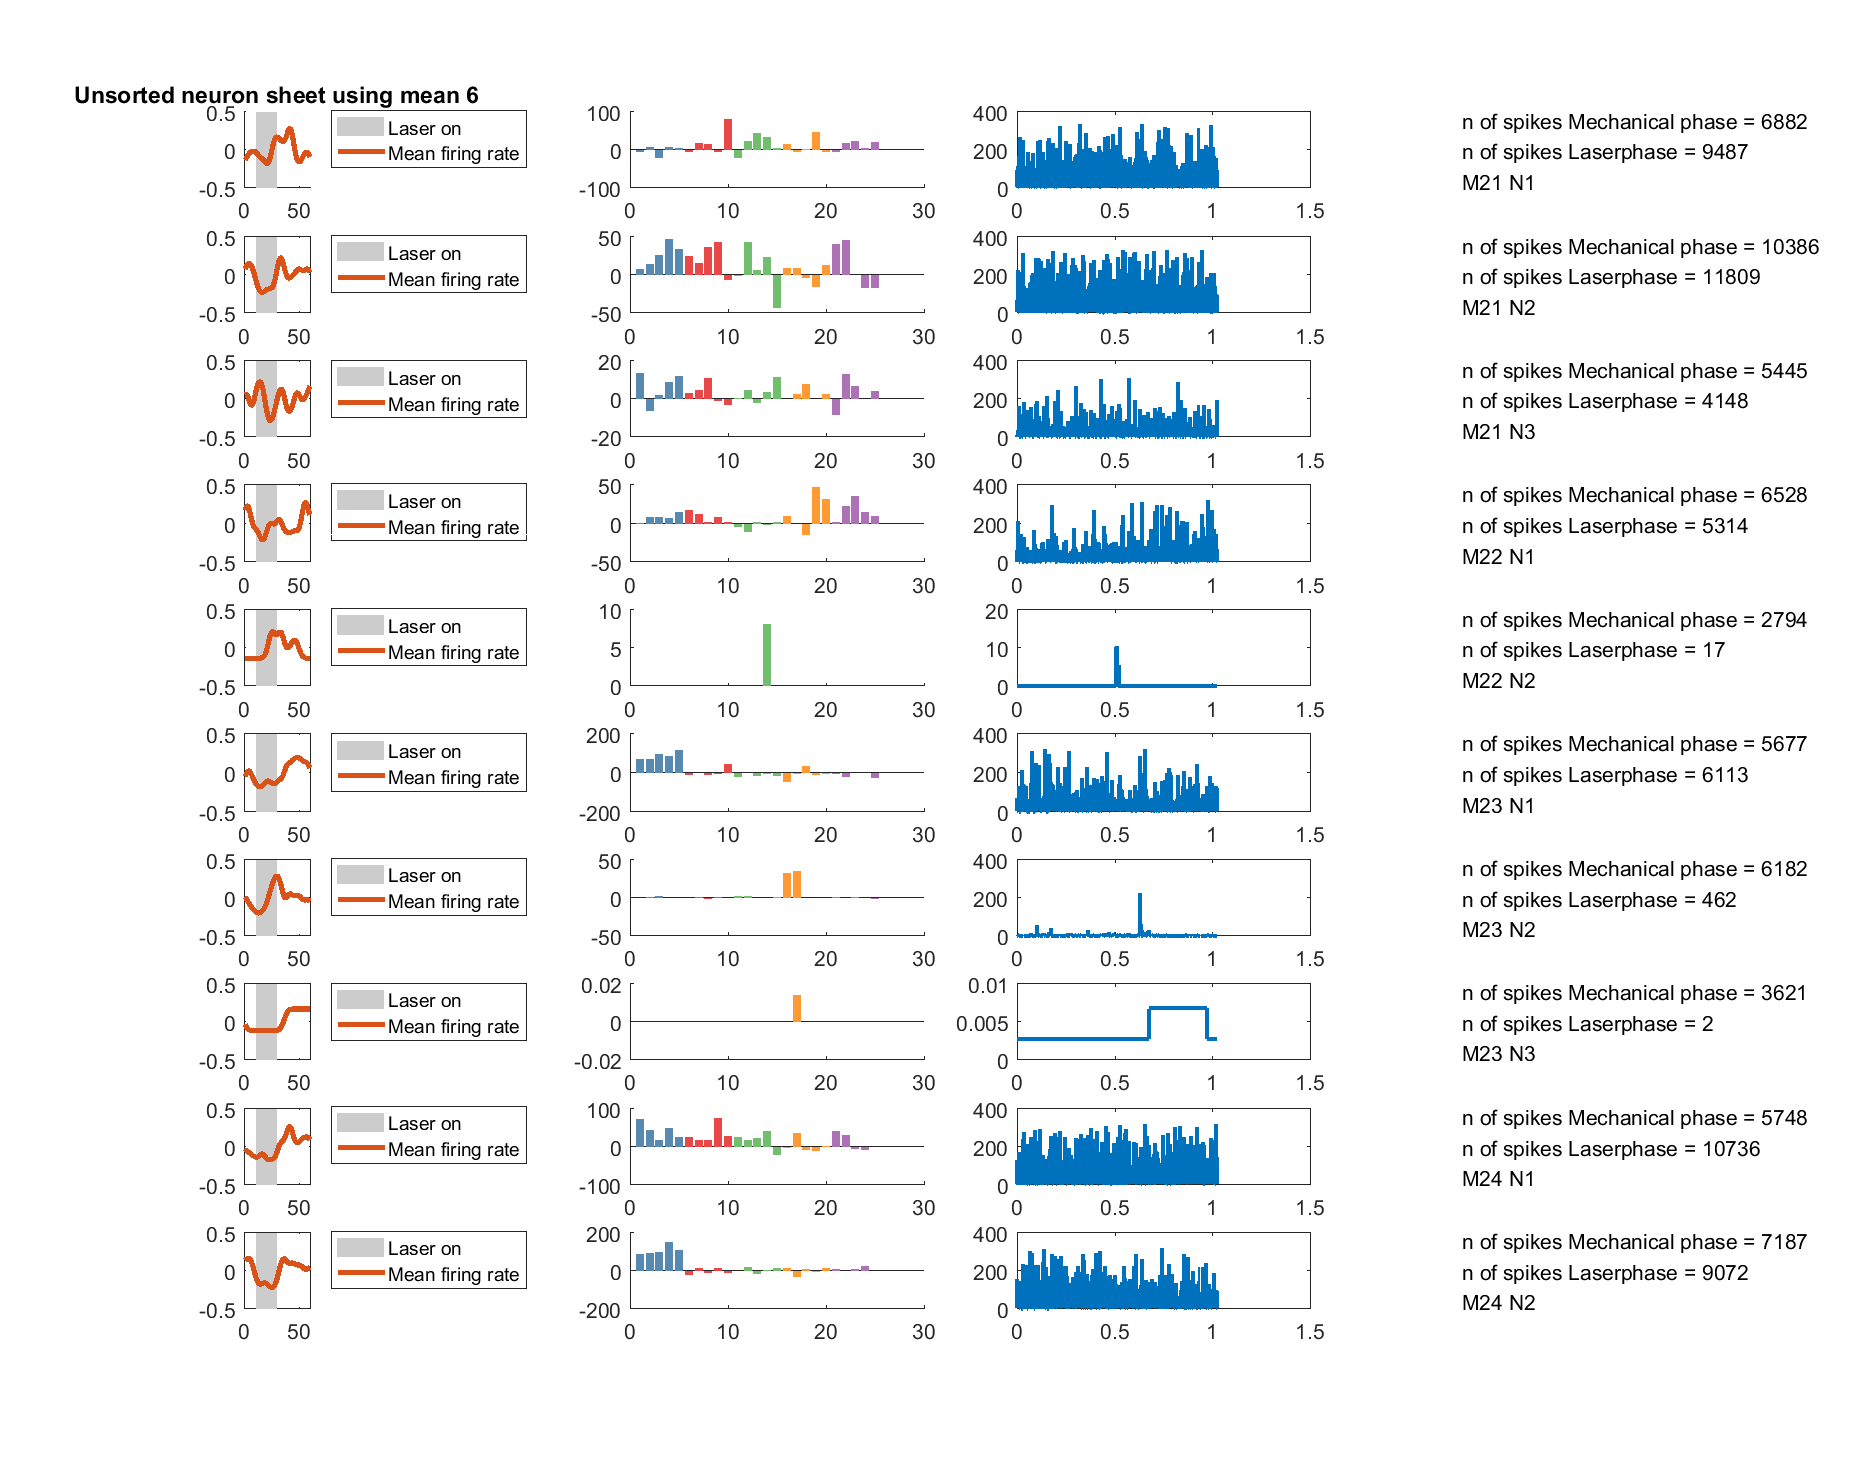 Unsorted neuron sheet using mean 6
0.5
0
-0.5
0 50
Laser on
Mean firing rate
100
0
-100
0 10 20 30
400
200
0
0 0.5 1 1.5
n of spikes Mechanical phase = 6882
n of spikes Laserphase = 9487
M21 N1
0.5
0
-0.5
0 50
Laser on
Mean firing rate
50
0
-50
0 10 20 30
400
200
0
0 0.5 1 1.5
n of spikes Mechanical phase = 10386
n of spikes Laserphase = 11809
M21 N2
0.5
0
-0.5
0 50
Laser on
Mean firing rate
20
0
-20
0 10 20 30
400
200
0
0 0.5 1 1.5
n of spikes Mechanical phase = 5445
n of spikes Laserphase = 4148
M21 N3
0.5
0
-0.5
0 50
Laser on
Mean firing rate
50
0
-50
0 10 20 30
400
200
0
0 0.5 1 1.5
n of spikes Mechanical phase = 6528
n of spikes Laserphase = 5314
M22 N1
0.5
0
-0.5
0 50
Laser on
Mean firing rate
10
5
0
0 10 20 30
20
10
0
0 0.5 1 1.5
n of spikes Mechanical phase = 2794
n of spikes Laserphase = 17
M22 N2
0.5
0
-0.5
0 50
Laser on
Mean firing rate
200
0
-200
0 10 20 30
400
200
0
0 0.5 1 1.5
n of spikes Mechanical phase = 5677
n of spikes Laserphase = 6113
M23 N1
0.5
0
-0.5
0 50
Laser on
Mean firing rate
50
0
-50
0 10 20 30
400
200
0
0 0.5 1 1.5
n of spikes Mechanical phase = 6182
n of spikes Laserphase = 462
M23 N2
0.5
0
-0.5
0 50
Laser on
Mean firing rate
0.02
0
-0.02
0 10 20 30
0.01
0.005
0
0 0.5 1 1.5
n of spikes Mechanical phase = 3621
n of spikes Laserphase = 2
M23 N3
0.5
0
-0.5
0 50
Laser on
Mean firing rate
100
0
-100
0 10 20 30
400
200
0
0 0.5 1 1.5
n of spikes Mechanical phase = 5748
n of spikes Laserphase = 10736
M24 N1
0.5
0
-0.5
0 50
Laser on
Mean firing rate
200
0
-200
0 10 20 30
400
200
0
0 0.5 1 1.5
n of spikes Mechanical phase = 7187
n of spikes Laserphase = 9072
M24 N2